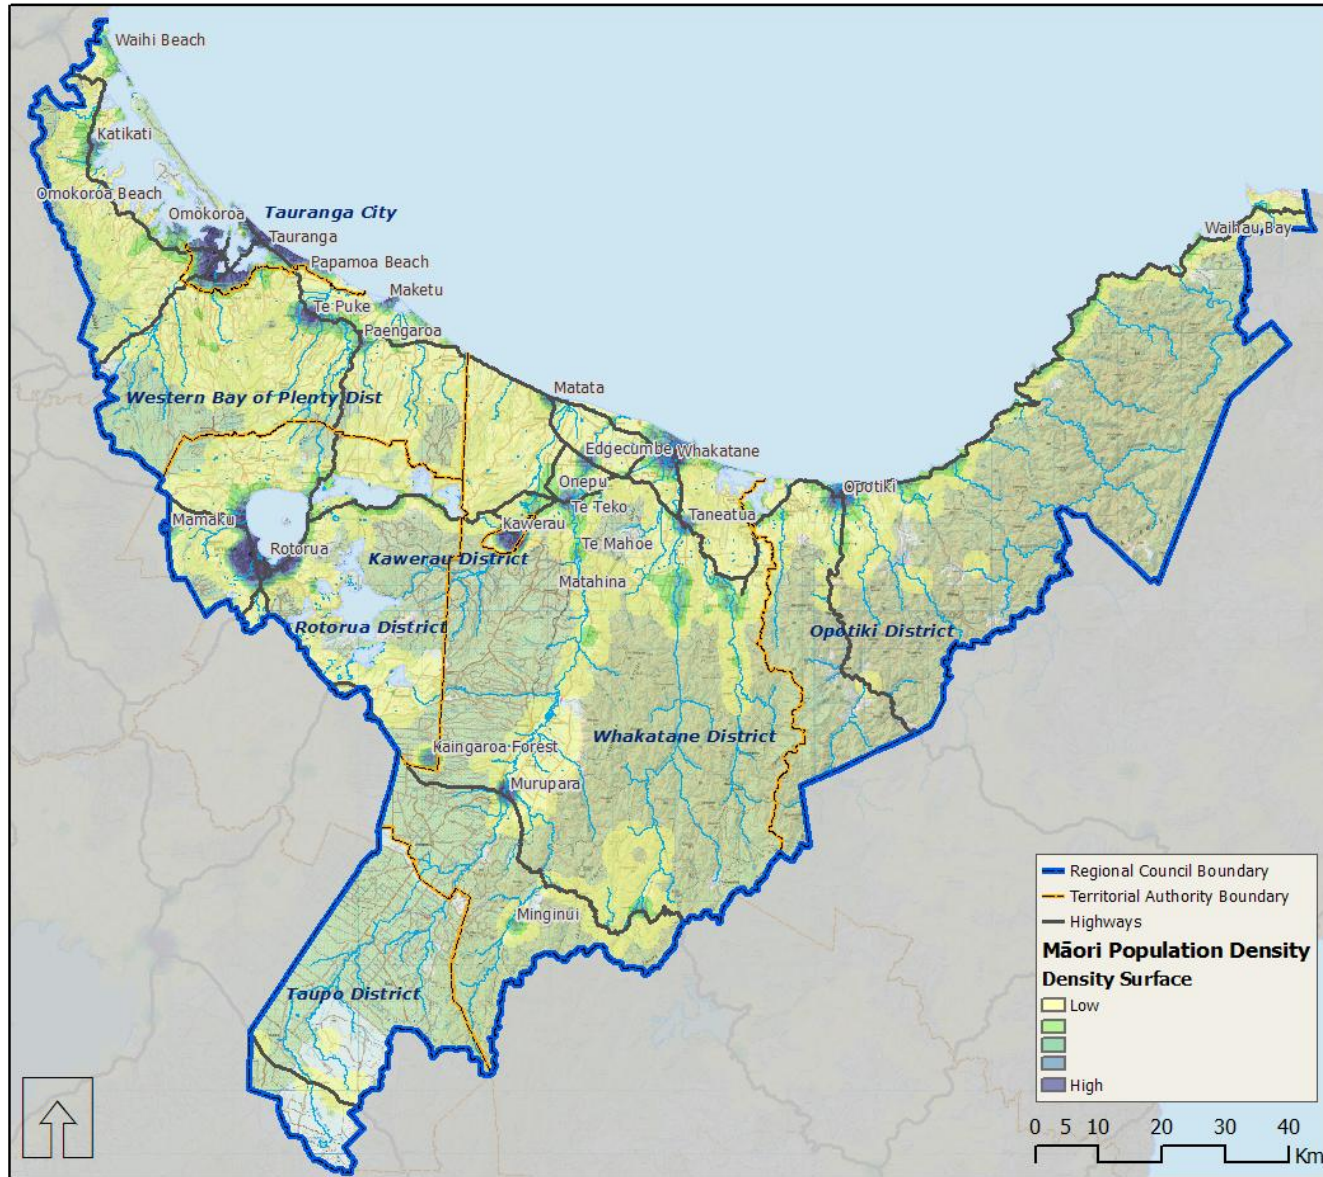 Waihi Beach
Katikati
Omokoroa Beach
Omokoroa
Tauranga City
Tauranga
Papamoa Beach
Maketu
Te Puke
Paengaroa
Waihau Bay
Western Bay of Plenty Dist
Matata
Edgecumbe
Whakatane
Onepu
Opotiki
Te Teko
Mamaku
Kawerau
Taneatua
Rotorua
Te Mahoe
Kawerau District
Matahina
Rotorua District
Opotiki District
Whakatane District
Kaingaroa Forest
Murupara
Minginui
Taupo District
Regional Council Boundary
Territorial Authority Boundary
Highways
Māori Population Density
Density Surface
Low
High
0 5 10 20 30 40
Km